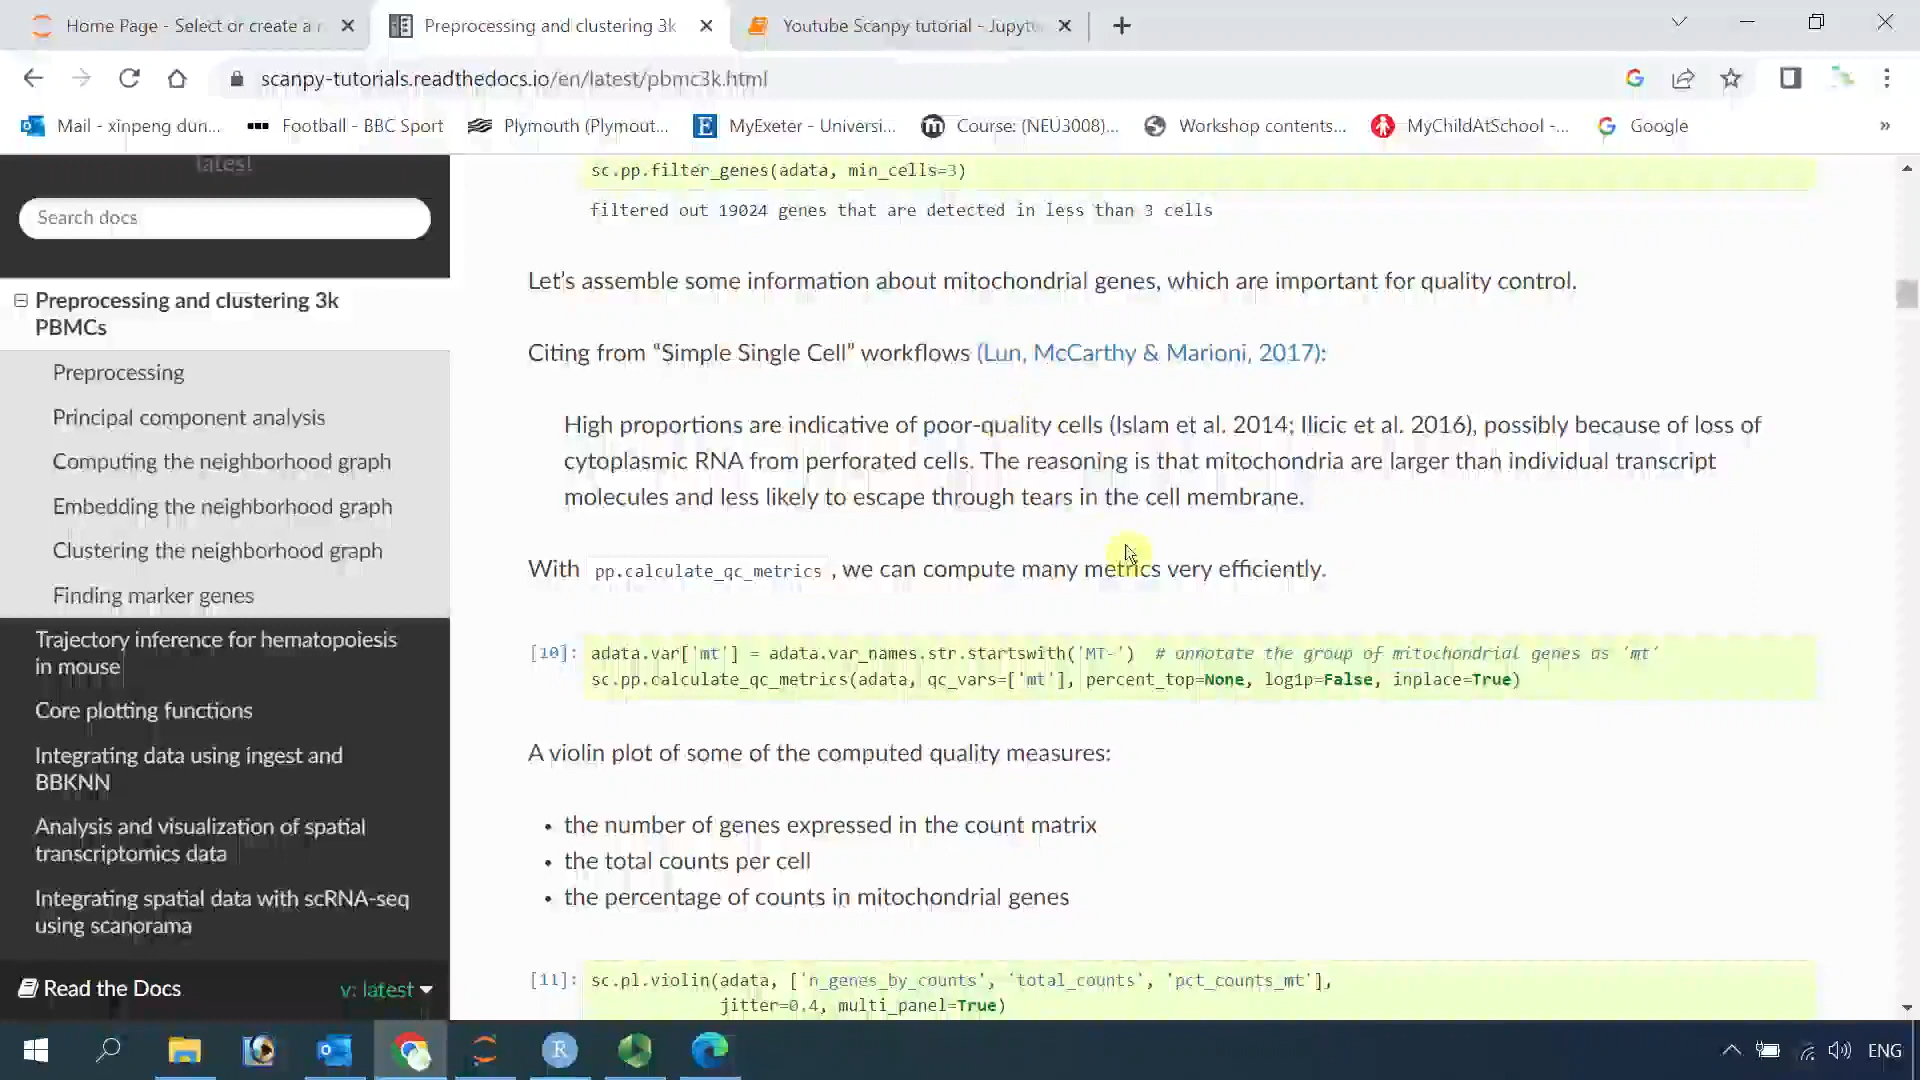 Home Page - Select or create a n
Preprocessing and clustering 3k
Youtube Scanpy tutorial - Jupyte
scanpy-tutorials.readthedocs.io/en/latest/pbmc3k.html
Mail - xinpeng dun...
Football - BBC Sport
Plymouth (Plymout...
MyExeter - Universi...
Course: (NEU3008)...
Workshop contents...
MyChildAtSchool -...
Google
»
latest
Search docs
Preprocessing and clustering 3k
PBMCs
Preprocessing
Principal component analysis
Computing the neighborhood graph
Embedding the neighborhood graph
Clustering the neighborhood graph
Finding marker genes
Trajectory inference for hematopoiesis
in mouse
Core plotting functions
Integrating data using ingest and
BBKNN
Analysis and visualization of spatial
transcriptomics data
Integrating spatial data with scRNA-seq
using scanorama
Read the Docs
v: latest
sc.pp.filter_genes(adata, min_cells=3)
filtered out 19024 genes that are detected in less than 3 cells
Let’s assemble some information about mitochondrial genes, which are important for quality control.
Citing from “Simple Single Cell” workflows (Lun, McCarthy & Marioni, 2017):
High proportions are indicative of poor-quality cells (Islam et al. 2014; Ilicic et al. 2016), possibly because of loss of
cytoplasmic RNA from perforated cells. The reasoning is that mitochondria are larger than individual transcript
molecules and less likely to escape through tears in the cell membrane.
With pp.calculate_qc_metrics , we can compute many metrics very efficiently.
[10]: adata.var['mt'] = adata.var_names.str.startswith('MT-') # annotate the group of mitochondrial genes as 'mt'
sc.pp.calculate_qc_metrics(adata, qc_vars=['mt'], percent_top=None, log1p=False, inplace=True)
A violin plot of some of the computed quality measures:
• the number of genes expressed in the count matrix
• the total counts per cell
• the percentage of counts in mitochondrial genes
[11]: sc.pl.violin(adata, ['n_genes_by_counts', 'total_counts', 'pct_counts_mt'],
jitter=0.4, multi_panel=True)
R
ENG